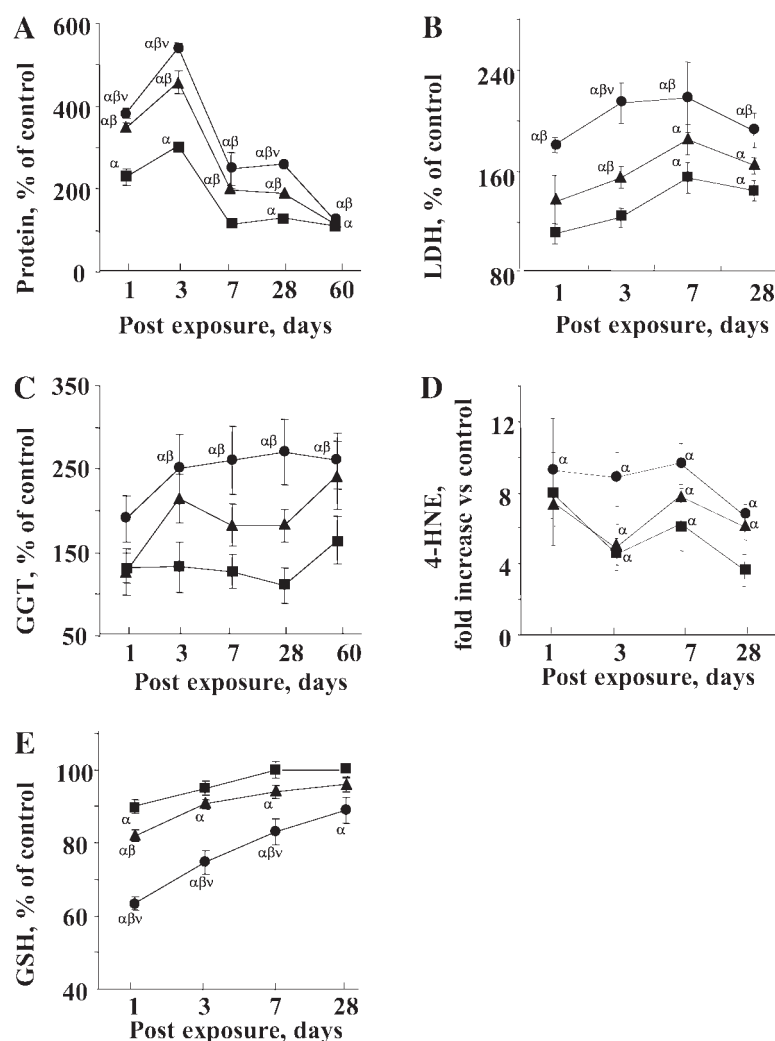 A
Protein, % of control
600
400
200
0
αβν
αβν
αβ
αβ
αβ
αβν
αβ
α
α
αβ
αβ
α
α
1 3 7 28 60
Post exposure, days
B
LDH, % of control
240
160
80
αβ
αβν
αβ
αβ
αβ
α
α
α
α
1 3 7 28
Post exposure, days
C
GGT, % of control
350
250
150
50
αβ
αβ
αβ
αβ
1 3 7 28 60
Post exposure, days
D
4-HNE,
fold increase vs control
12
8
4
0
α
α
α
α
α
α
α
α
α
1 3 7 28
Post exposure, days
E
GSH, % of control
100
80
60
40
α
αβ
α
α
αβν
αβν
αβν
α
1 3 7 28
Post exposure, days